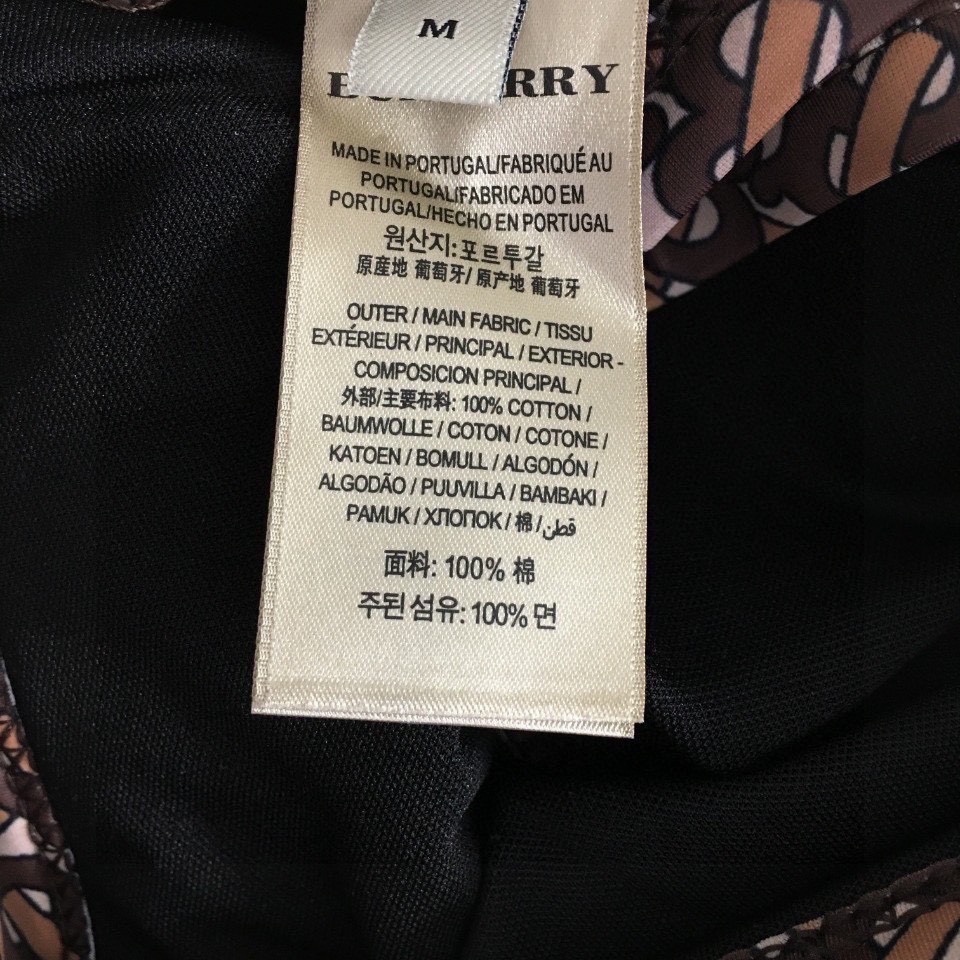 M
MADE IN PORTUGAL/FABRIQUÉ AU
PORTUGAL/FABRICADO EM
PORTUGAL/HECHO EN PORTUGAL
원산지:포르투갈
原産地 葡萄牙/ 原产地 葡萄牙
OUTER / MAIN FABRIC / TISSU
EXTÉRIEUR / PRINCIPAL / EXTERIOR -
COMPOSICION PRINCIPAL /
外部/主要布料: 100% COTTON /
BAUMWOLLE / COTON / COTONE /
KATOEN / BOMULL / ALGODÓN /
ALGODÃO / PUUVILLA / BAMBAKI /
PAMUK / ХЛОПОК / 棉 / قطن
面料: 100% 棉
주된 섬유: 100% 면